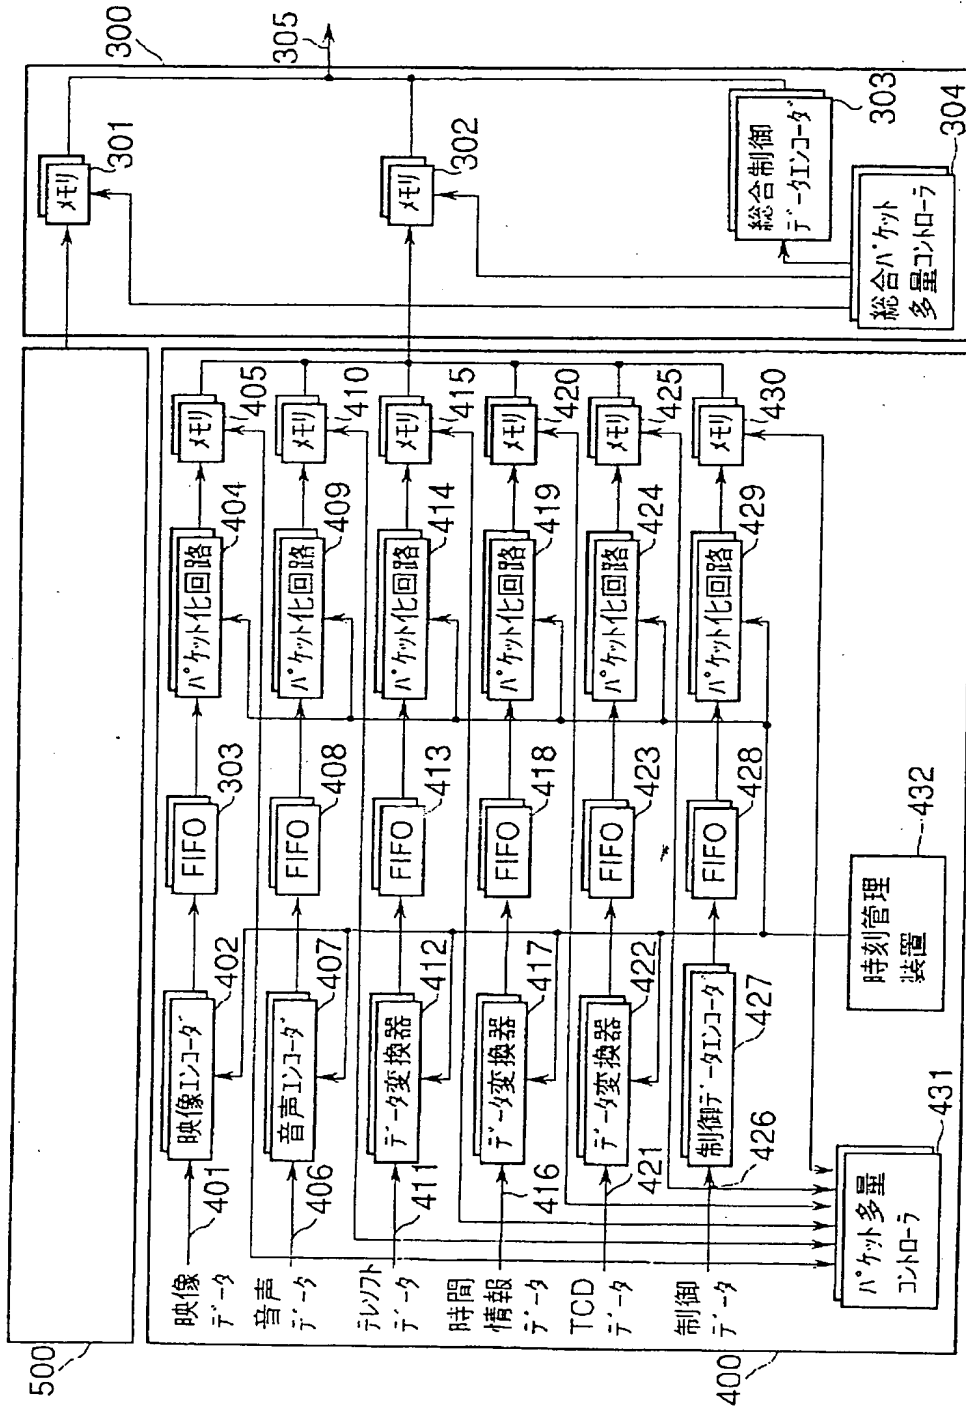 500
映像
データ
401
映像エンコーダ
402
FIFO
303
パケット化回路
404
メモリ
405
音声
データ
406
音声エンコーダ
407
FIFO
408
パケット化回路
409
メモリ
410
テレソフト
データ
411
データ変換器
412
FIFO
413
パケット化回路
414
メモリ
415
時間
情報
データ
416
データ変換器
417
FIFO
418
パケット化回路
419
メモリ
420
TCD
データ
421
データ変換器
422
FIFO
423
パケット化回路
424
メモリ
425
制御
データ
426
制御データエンコーダ
427
FIFO
428
パケット化回路
429
メモリ
430
パケット多量
コントローラ
431
時刻管理
装置
432
400
メモリ
301
メモリ
302
総合制御
データエンコーダ
303
総合パケット
多量コントローラ
304
300
305